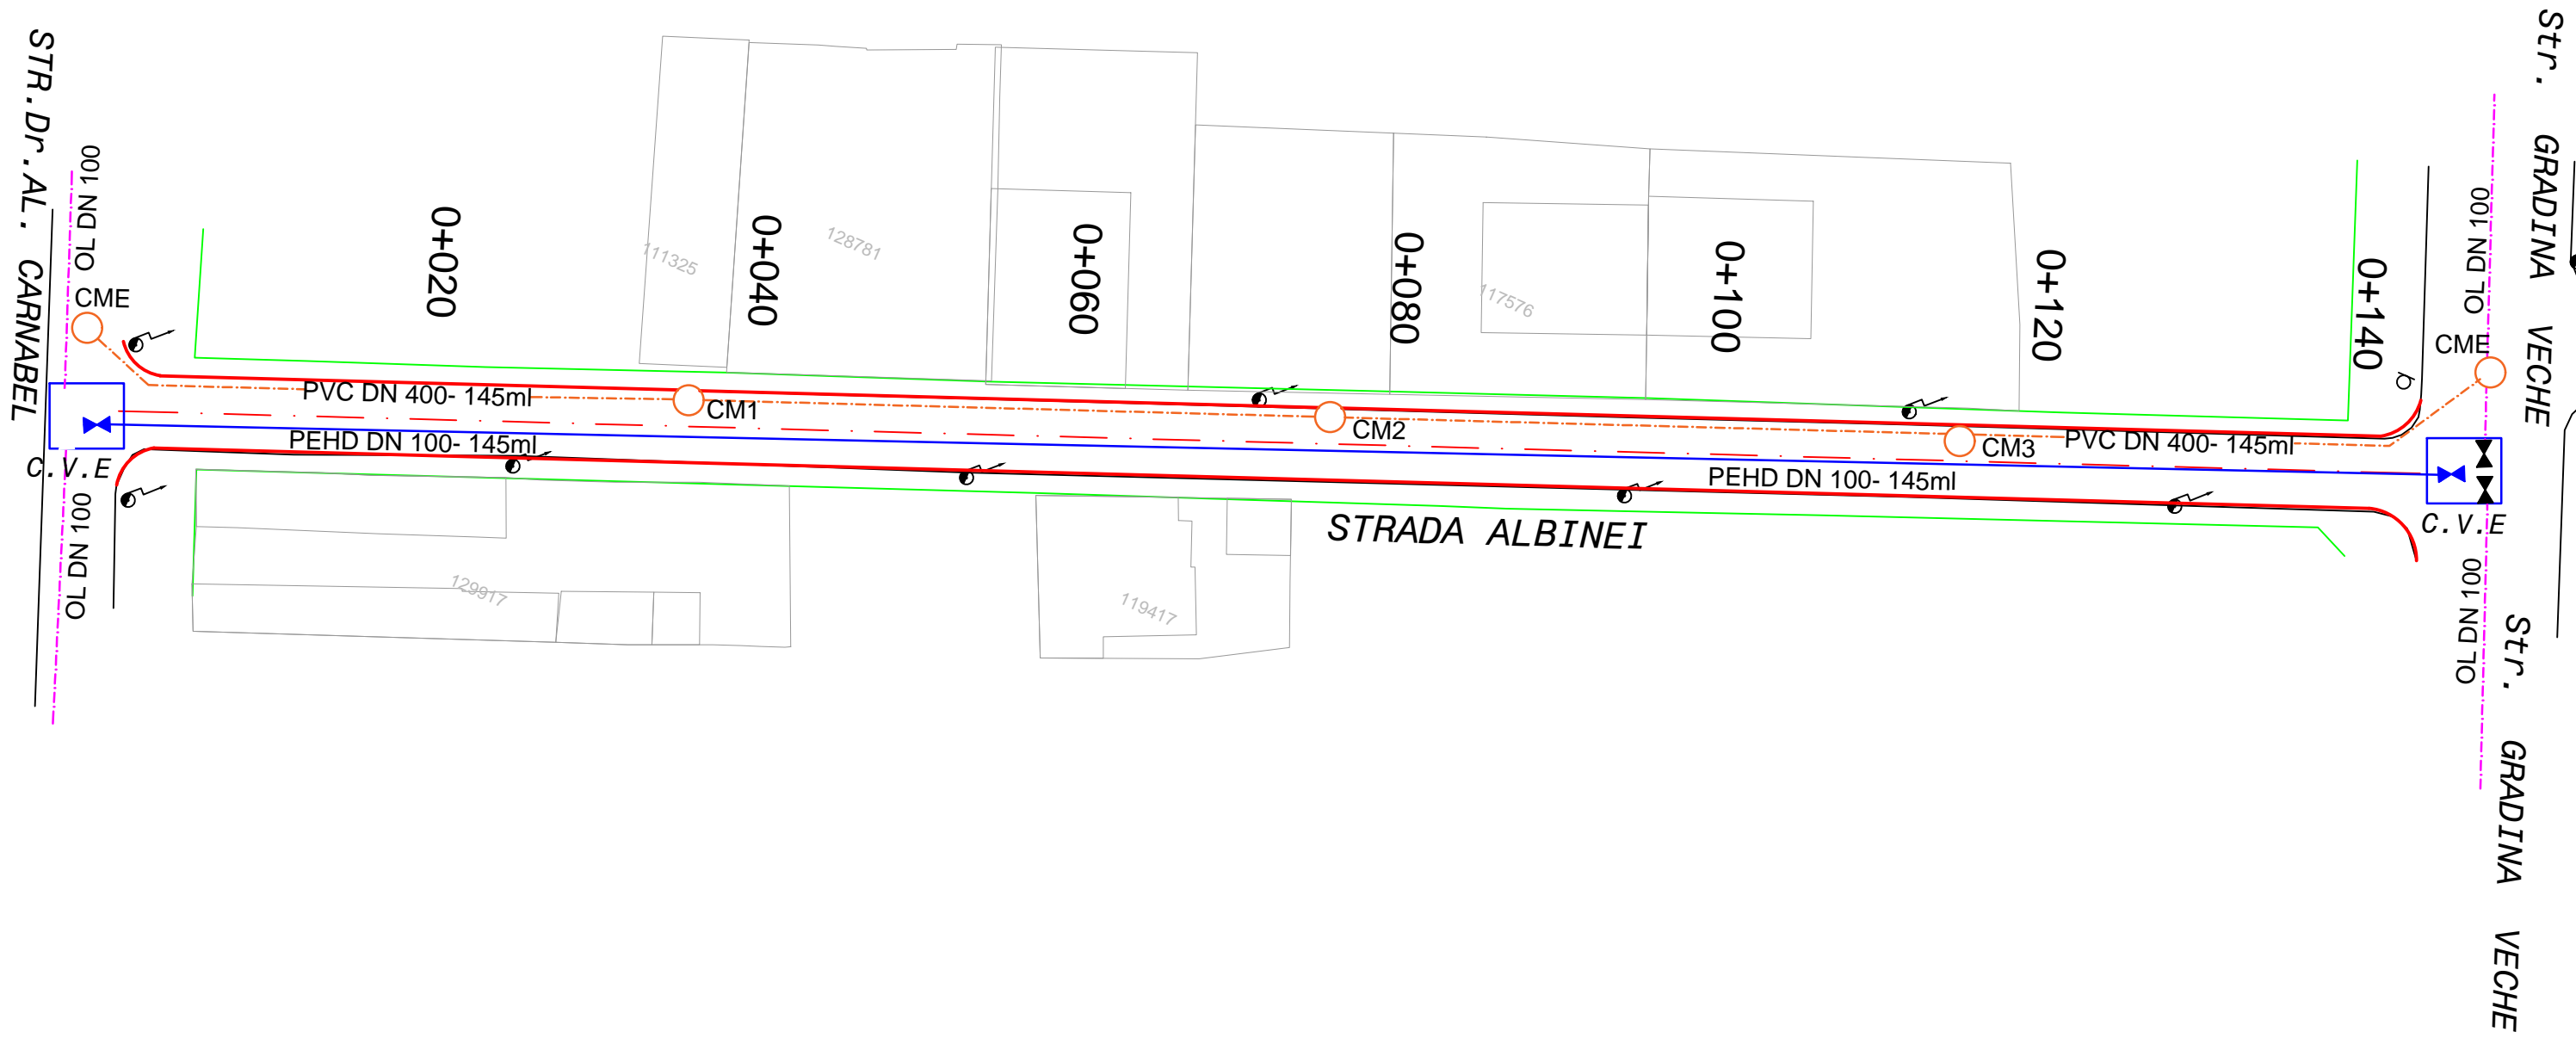 STR.Dr.AL. CARNABEL
OL DN 100
CME
C.V.E
OL DN 100
0+020
0+040
0+060
0+080
0+100
0+120
0+140
111325
128781
117576
PVC DN 400- 145ml
CM1
CM2
CM3
PVC DN 400- 145ml
PEHD DN 100- 145ml
PEHD DN 100- 145ml
STRADA ALBINEI
129917
119417
Str. GRADINA VECHE
OL DN 100
CME
C.V.E
OL DN 100
Str. GRADINA VECHE